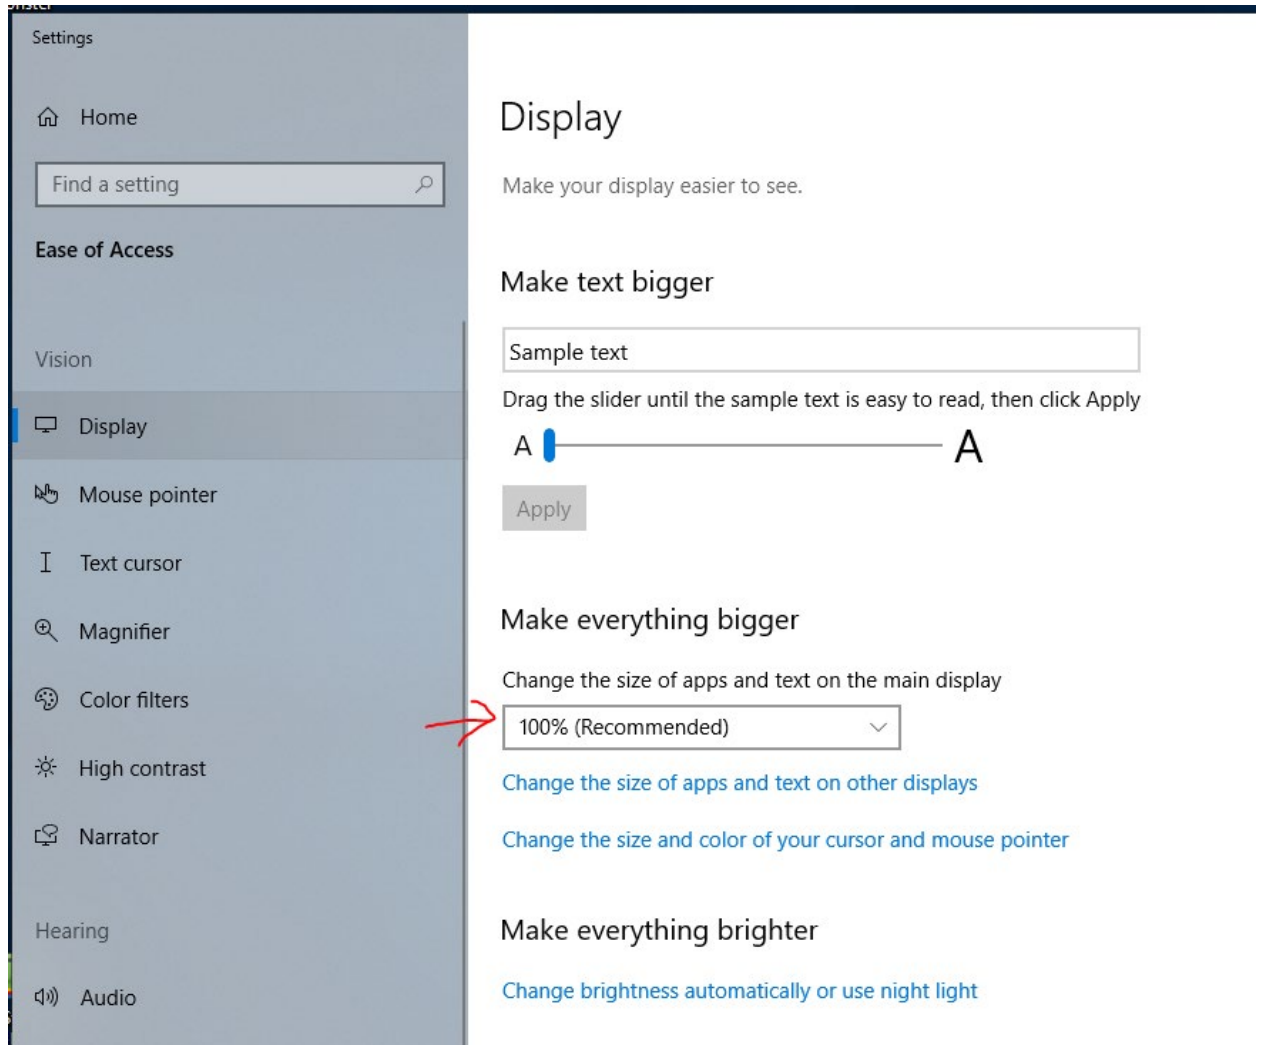 Settings
Home
Find a setting
Ease of Access
Vision
Display
Mouse pointer
Text cursor
Magnifier
Color filters
High contrast
Narrator
Hearing
Audio
Display
Make your display easier to see.
Make text bigger
Sample text
Drag the slider until the sample text is easy to read, then click Apply
A A
Apply
Make everything bigger
Change the size of apps and text on the main display
100% (Recommended)
Change the size of apps and text on other displays
Change the size and color of your cursor and mouse pointer
Make everything brighter
Change brightness automatically or use night light